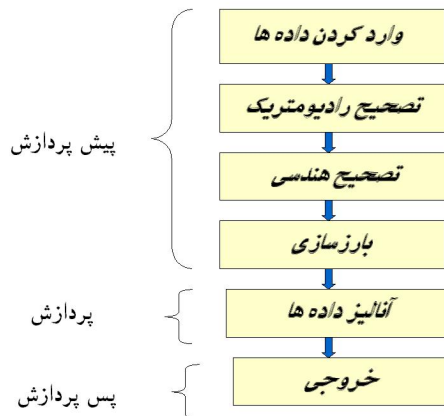 وارد کردن داده ها
تصحیح رادیومتریک
تصحیح هندسی
بارزسازی
آنالیز داده ها
خروجی
پیش پردازش
پردازش
پس پردازش